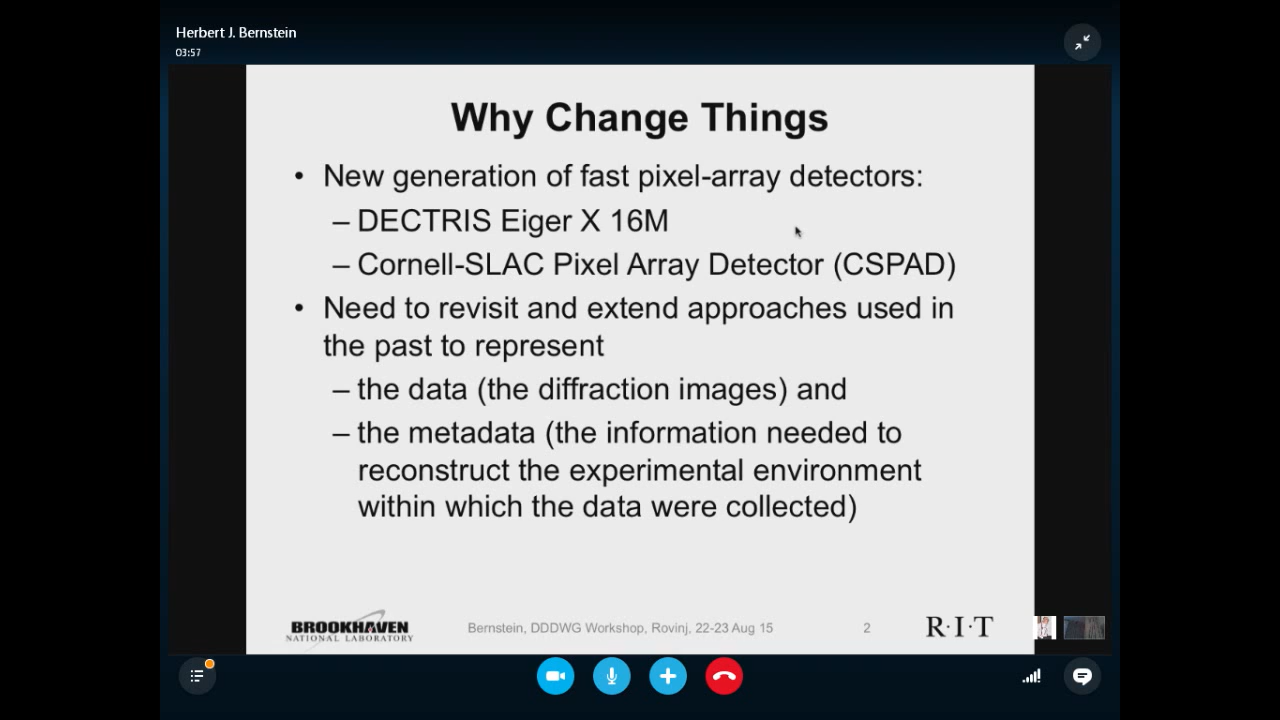 Herbert J. Bernstein
03:57
Why Change Things
• New generation of fast pixel-array detectors:
– DECTRIS Eiger X 16M
– Cornell-SLAC Pixel Array Detector (CSPAD)
• Need to revisit and extend approaches used in
the past to represent
– the data (the diffraction images) and
– the metadata (the information needed to
reconstruct the experimental environment
within which the data were collected)
BROOKHAVEN
NATIONAL LABORATORY
Bernstein, DDDWG Workshop, Rovinj, 22-23 Aug 15
2
R·I·T